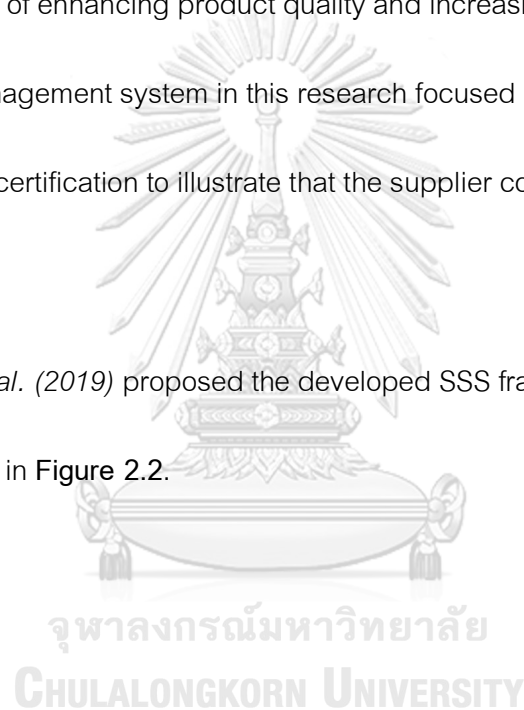 of enhancing product quality and increasi
nagement system in this research focused
certification to illustrate that the supplier co
al. (2019) proposed the developed SSS fra
in Figure 2.2.
จุฬาลงกรณ์มหาวิทยาลัย
CHULALONGKORN UNIVERSITY